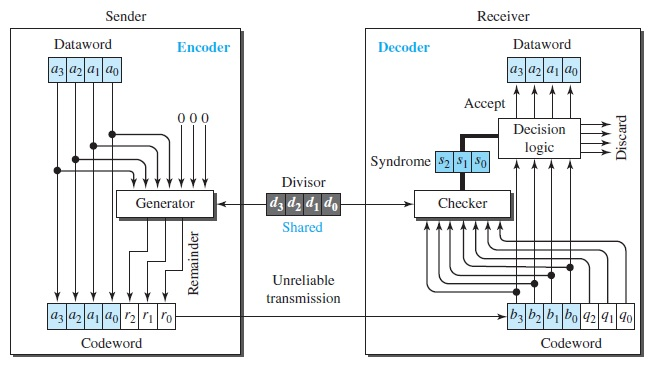 Sender
Receiver
Dataword
Encoder
a3 a2 a1 a0
0 0 0
Generator
Remainder
a3 a2 a1 a0 r2 r1 r0
Codeword
Divisor
d3 d2 d1 d0
Shared
Unreliable
transmission
Decoder
Dataword
a3 a2 a1 a0
Accept
Decision
logic
Discard
Syndrome
s2 s1 s0
Checker
b3 b2 b1 b0 q2 q1 q0
Codeword